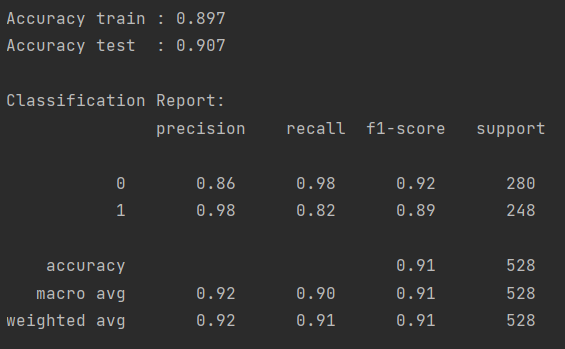 Accuracy train : 0.897
Accuracy test  : 0.907
Classification Report:
              precision    recall  f1-score   support
           0       0.86      0.98      0.92       280
           1       0.98      0.82      0.89       248
    accuracy                           0.91       528
   macro avg       0.92      0.90      0.91       528
weighted avg       0.92      0.91      0.91       528